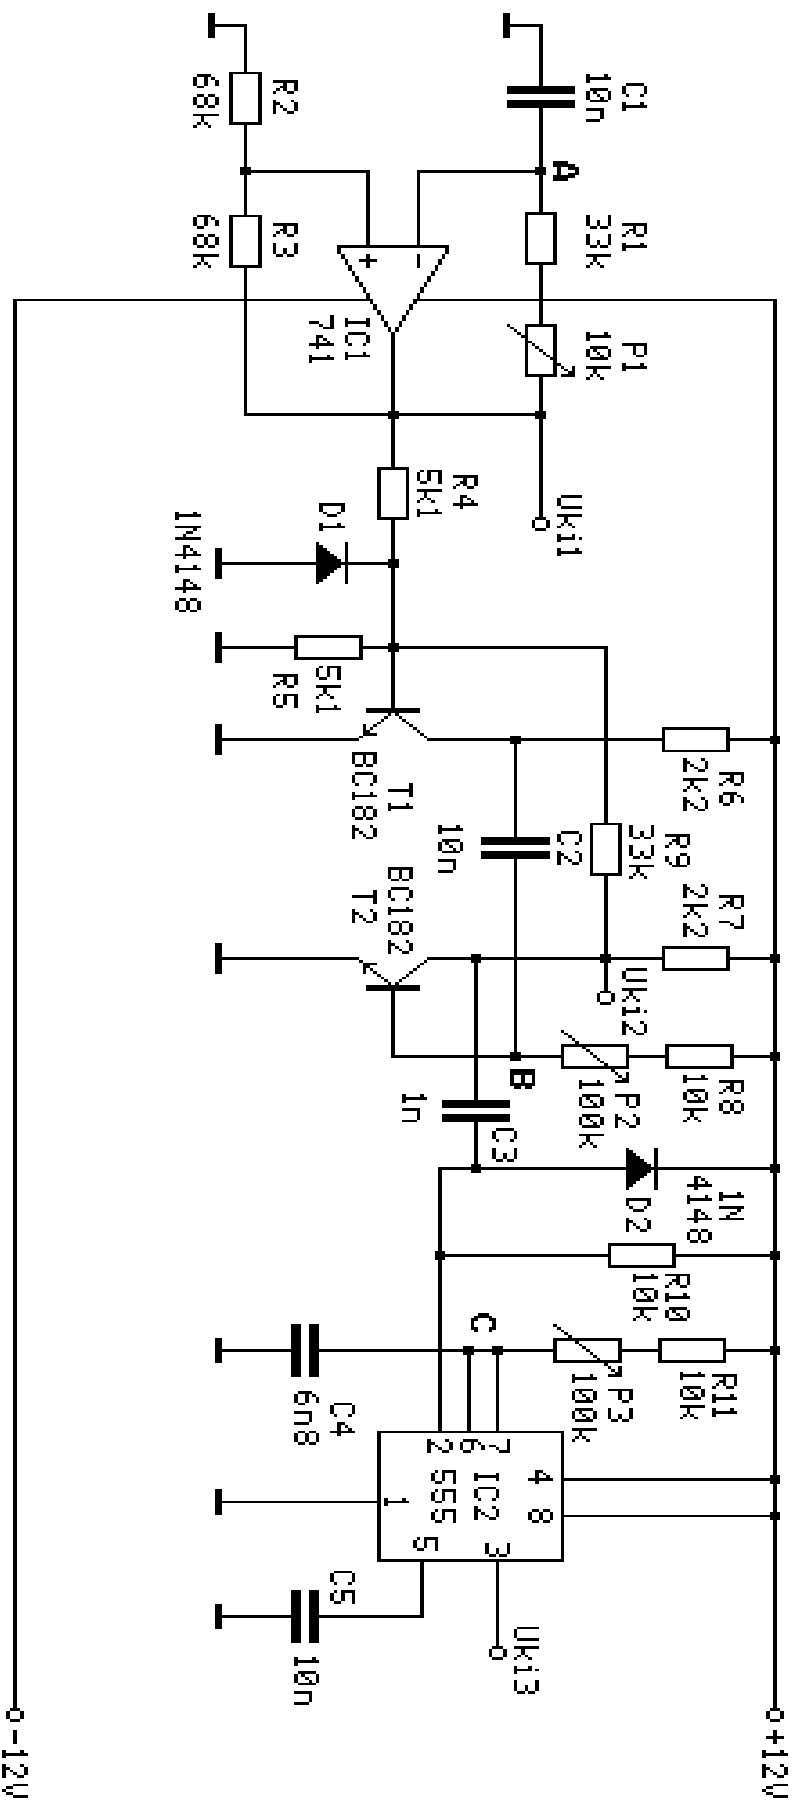 C1
10n
R2
68k
A
R1
33k
R3
68k
-
+
IC1
741
P1
10k
Uki1
R4
5k1
D1
1N4148
5k1
R5
T1
BC182
R6
2k2
C2
10n
R9
33k
BC182
T2
R7
2k2
Uki2
B
R8
10k
P2
100k
C3
1n
1N
4148
D2
R10
10k
C
R11
10k
P3
100k
C4
6n8
2
6
7
4
IC2
555
8
1
5
3
C5
10n
Uki3
-12V
+12V